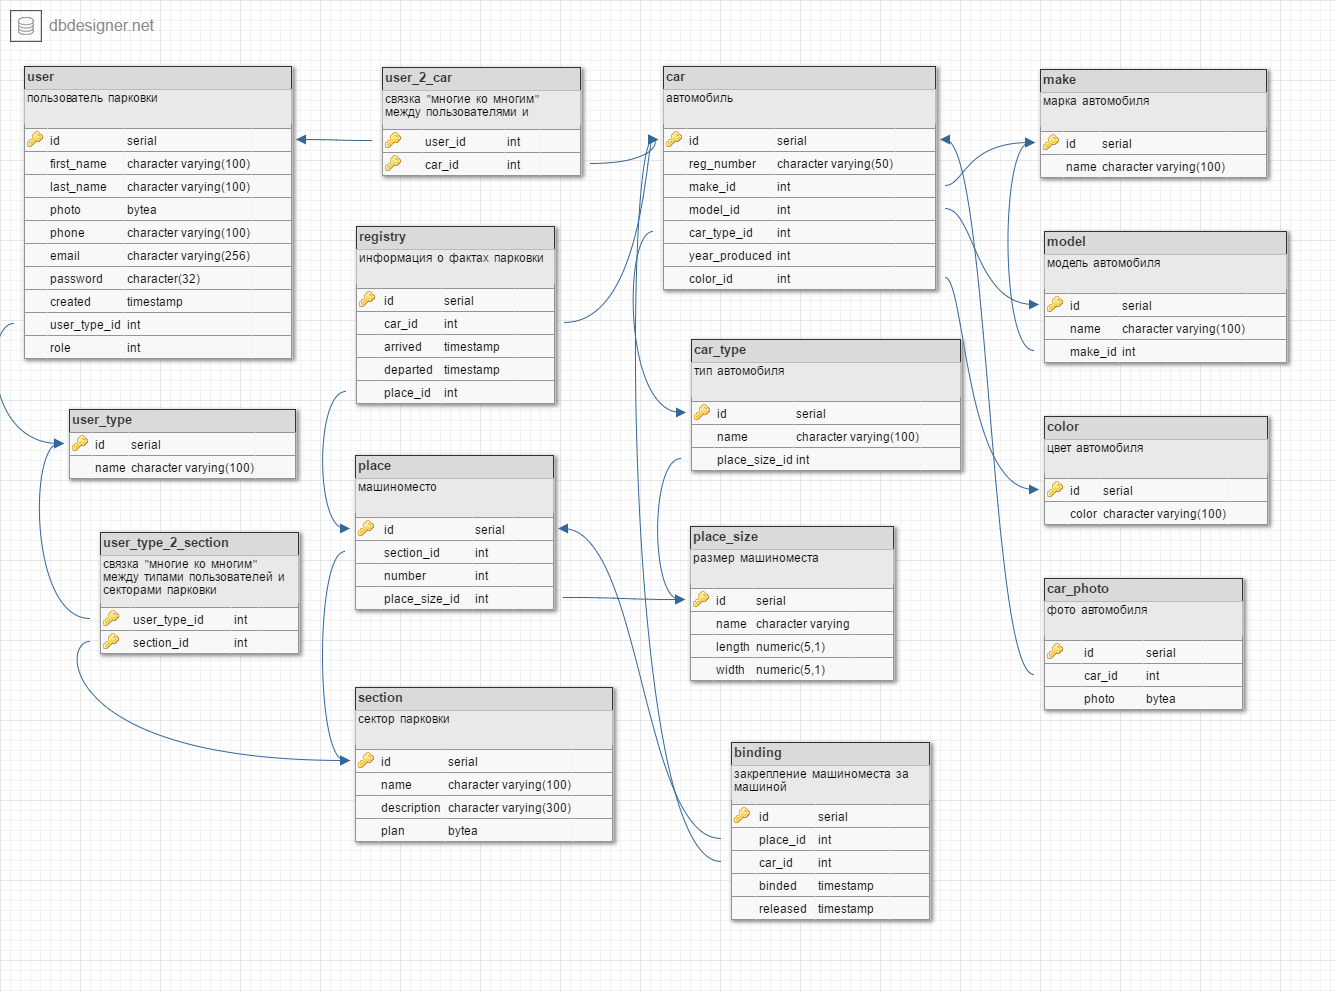 dbdesigner.net
user
пользователь парковки
id serial
first_name character varying(100)
last_name character varying(100)
photo bytea
phone character varying(100)
email character varying(256)
password character(32)
created timestamp
user_type_id int
role int
user_2_car
связка "многие ко многим"
между пользователями и
user_id int
car_id int
car
автомобиль
id serial
reg_number character varying(50)
make_id int
model_id int
car_type_id int
year_produced int
color_id int
make
марка автомобиля
id serial
name character varying(100)
registry
информация о фактах парковки
id serial
car_id int
arrived timestamp
departed timestamp
place_id int
model
модель автомобиля
id serial
name character varying(100)
make_id int
car_type
тип автомобиля
id serial
name character varying(100)
place_size_id int
user_type
id serial
name character varying(100)
place
машиноместо
id serial
section_id int
number int
place_size_id int
color
цвет автомобиля
id serial
color character varying(100)
user_type_2_section
связка "многие ко многим"
между типами пользователей и
секторами парковки
user_type_id int
section_id int
place_size
размер машиноместа
id serial
name character varying
length numeric(5,1)
width numeric(5,1)
car_photo
фото автомобиля
id serial
car_id int
photo bytea
section
сектор парковки
id serial
name character varying(100)
description character varying(300)
plan bytea
binding
закрепление машиноместа за
машиной
id serial
place_id int
car_id int
binded timestamp
released timestamp